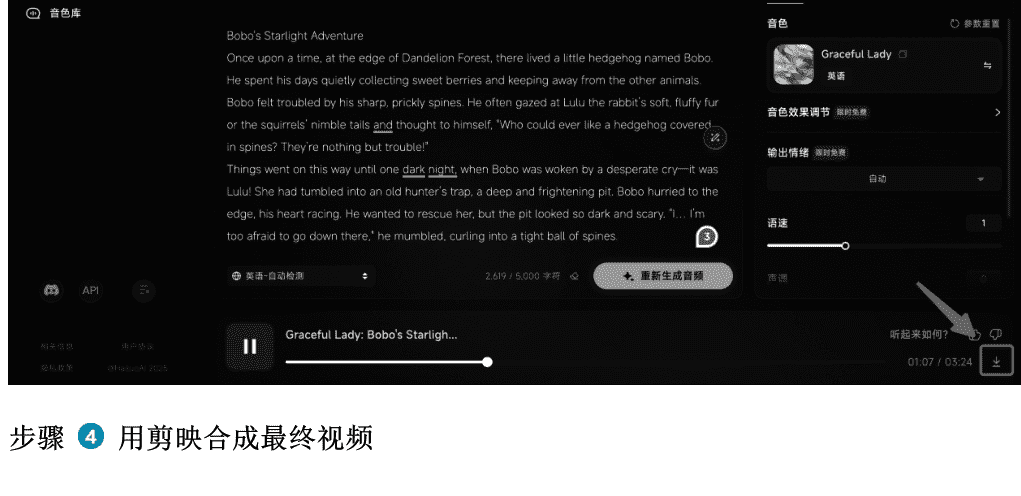 音色库
Bobo's Starlight Adventure
Once upon a time, at the edge of Dandelion Forest, there lived a little hedgehog named Bobo.
He spent his days quietly collecting sweet berries and keeping away from the other animals.
Bobo felt troubled by his sharp, prickly spines. He often gazed at Lulu the rabbit's soft, fluffy fur
or the squirrels' nimble tails and thought to himself, "Who could ever like a hedgehog covered
in spines? They're nothing but trouble!"
Things went on this way until one dark night, when Bobo was woken by a desperate cry—it was
Lulu! She had tumbled into an old hunter's trap, a deep and frightening pit. Bobo hurried to the
edge, his heart racing. He wanted to rescue her, but the pit looked so dark and scary. "I... I'm
too afraid to go down there," he mumbled, curling into a tight ball of spines.
3
英语-自动检测
2,619 / 5,000 字符
重新生成音频
音色
参数重置
Graceful Lady
英语
音色效果调节 限时免费
输出情绪 限时免费
自动
语速
1
声调
0
API
Graceful Lady: Bobo's Starligh...
听起来如何?
01:07 / 03:24
步骤 4 用剪映合成最终视频